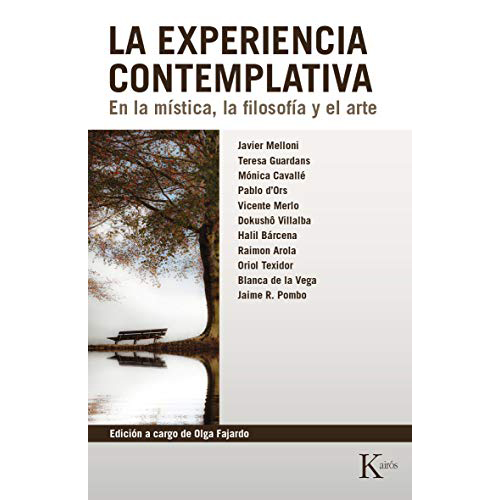 LA EXPERIENCIA
CONTEMPLATIVA
En la mística, la filosofía y el arte
Javier Melloni
Teresa Guardans
Mónica Cavallé
Pablo d'Ors
Vicente Merlo
Dokushô Villalba
Halil Bárcena
Raimon Arola
Oriol Texidor
Blanca de la Vega
Jaime R. Pombo
Edición a cargo de Olga Fajardo
Kairós